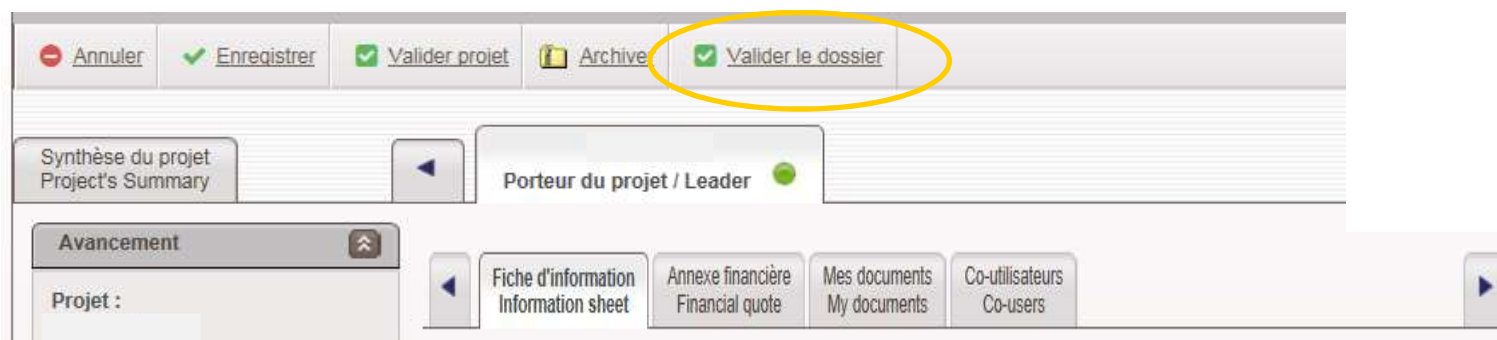 Annuler Enregistrer Valider projet Archive Valider le dossier
Synthèse du projet
Project's Summary
Porteur du projet / Leader
Avancement
Fiche d'information Annexe financière Mes documents Co-utilisateurs
Information sheet Financial quote My documents Co-users
Projet :